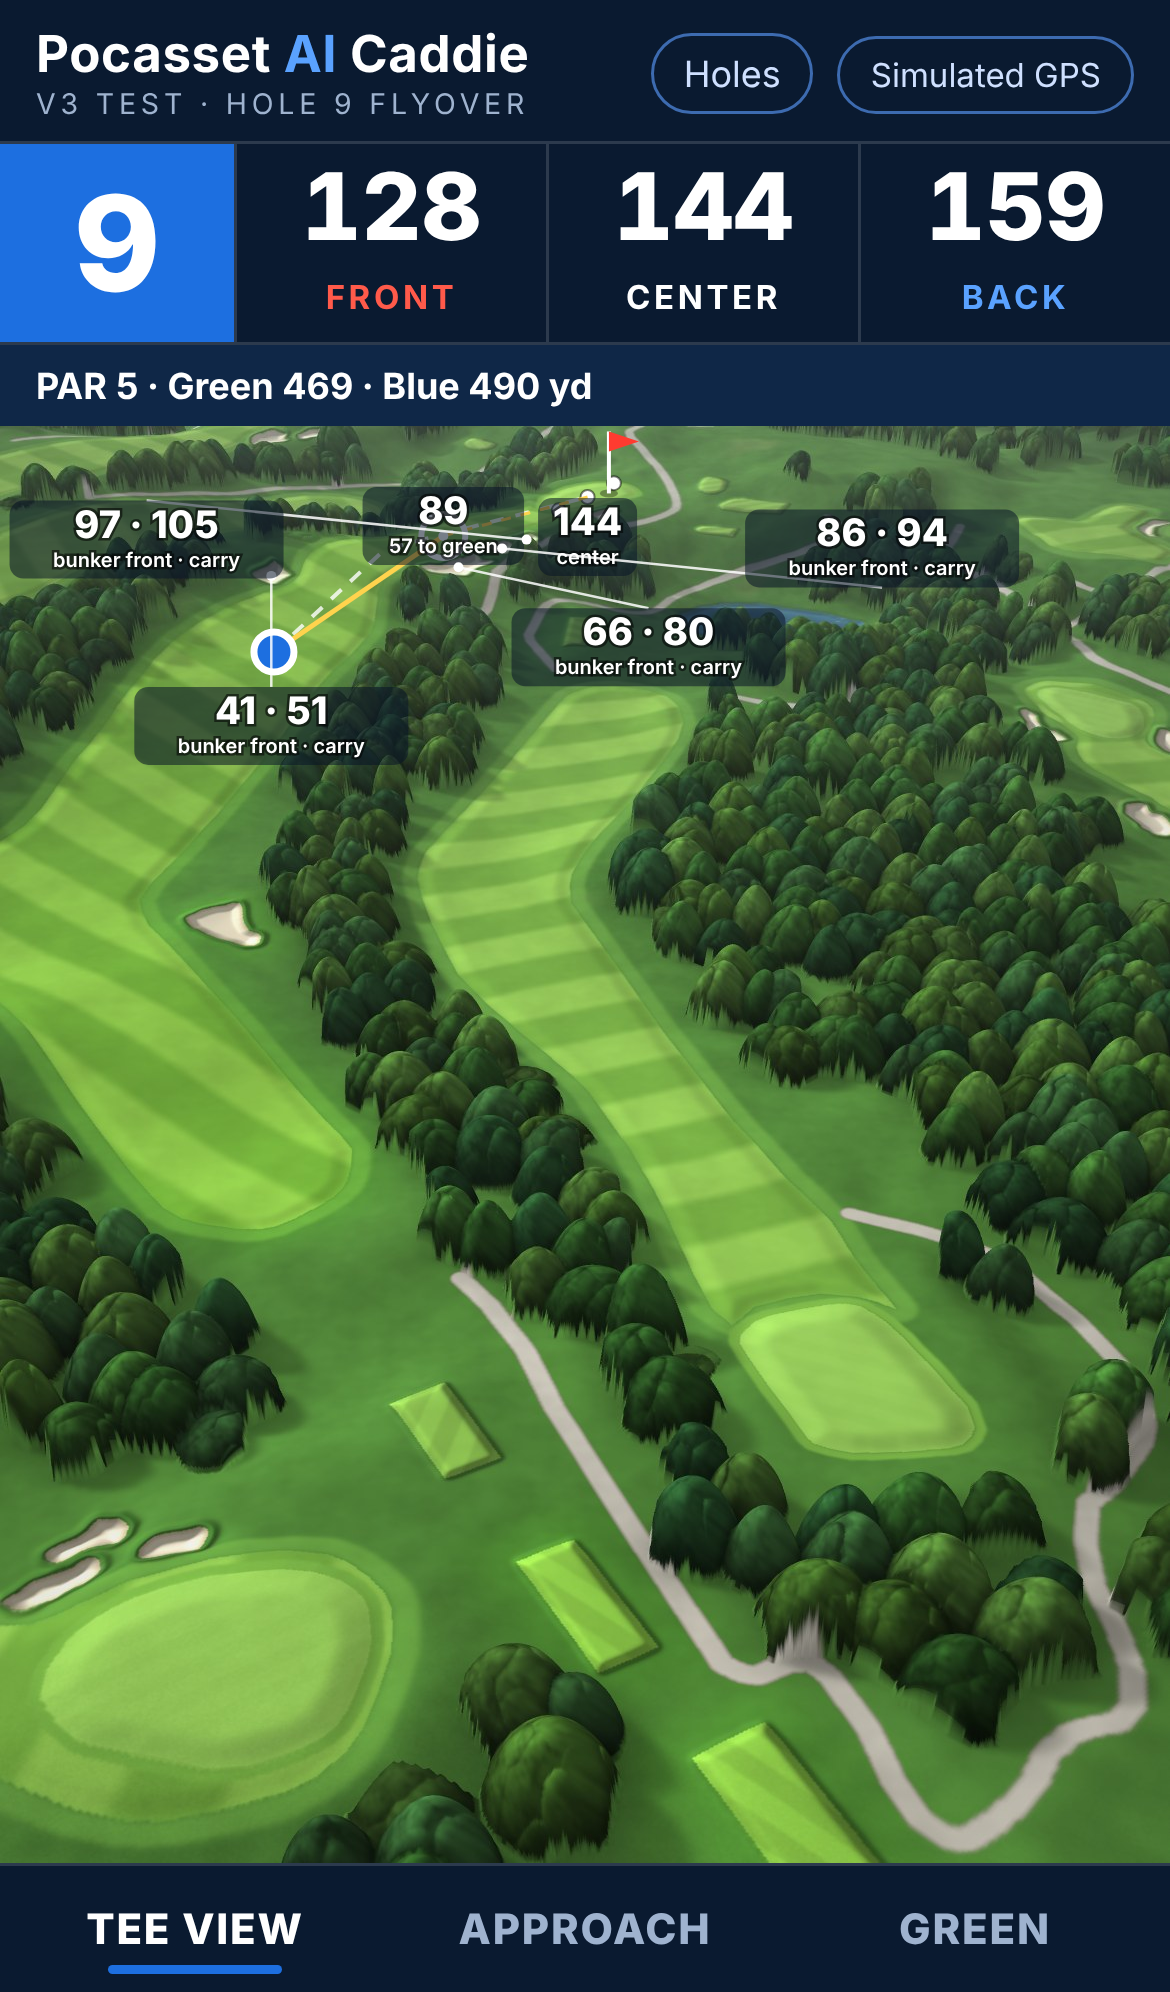 Pocasset AI Caddie
V3 TEST · HOLE 9 FLYOVER
Holes
Simulated GPS
9
128
FRONT
144
CENTER
159
BACK
PAR 5 · Green 469 · Blue 490 yd
97 · 105
bunker front · carry
89
57 to green
144
center
86 · 94
bunker front · carry
66 · 80
bunker front · carry
41 · 51
bunker front · carry
TEE VIEW
APPROACH
GREEN